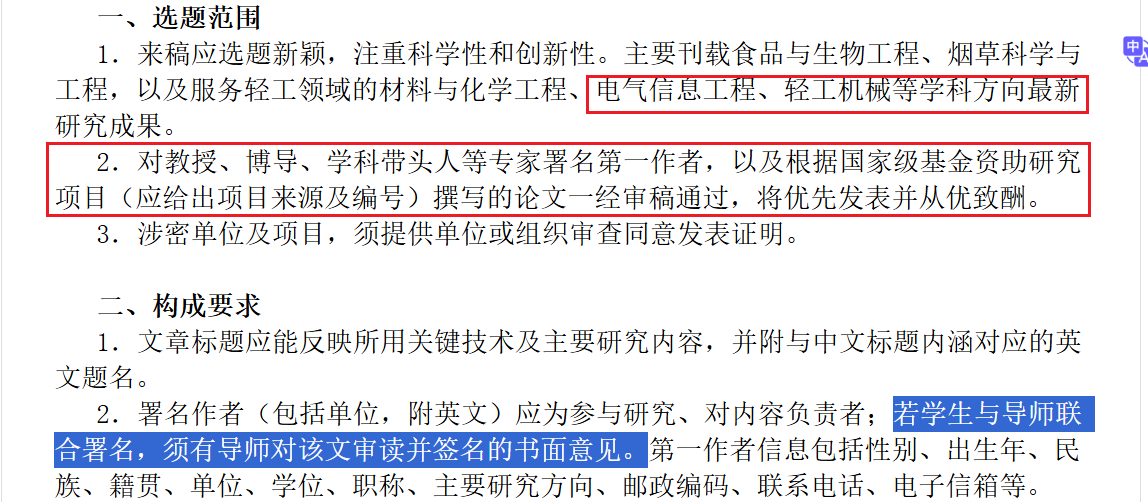 一、选题范围
1．来稿应选题新颖，注重科学性和创新性。主要刊载食品与生物工程、烟草科学与
工程，以及服务轻工领域的材料与化学工程、电气信息工程、轻工机械等学科方向最新
研究成果。
2．对教授、博导、学科带头人等专家署名第一作者，以及根据国家级基金资助研究
项目（应给出项目来源及编号）撰写的论文一经审稿通过，将优先发表并从优致酬。
3．涉密单位及项目，须提供单位或组织审查同意发表证明。
二、构成要求
1．文章标题应能反映所用关键技术及主要研究内容，并附与中文标题内涵对应的英
文题名。
2．署名作者（包括单位，附英文）应为参与研究、对内容负责者；若学生与导师联
合署名，须有导师对该文审读并签名的书面意见。第一作者信息包括性别、出生年、民
族、籍贯、单位、学位、职称、主要研究方向、邮政编码、联系电话、电子信箱等。
中
A